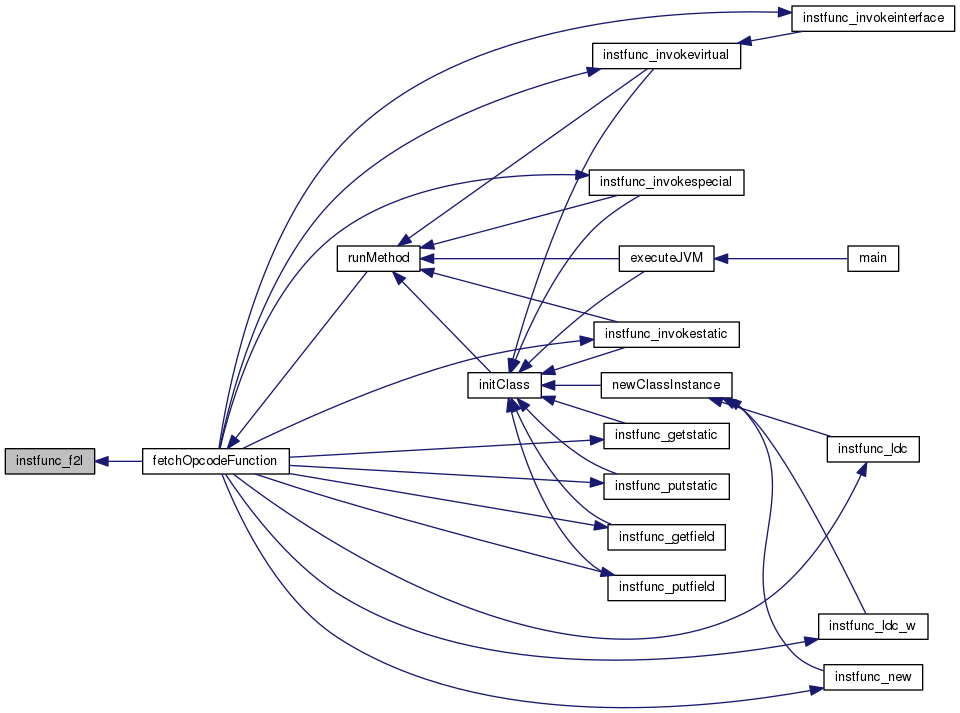 instfunc_invokeinterface
instfunc_invokevirtual
instfunc_invokespecial
runMethod
executeJVM
main
instfunc_invokestatic
initClass
newClassInstance
instfunc_getstatic
instfunc_ldc
instfunc_f2l
fetchOpcodeFunction
instfunc_putstatic
instfunc_getfield
instfunc_putfield
instfunc_ldc_w
instfunc_new